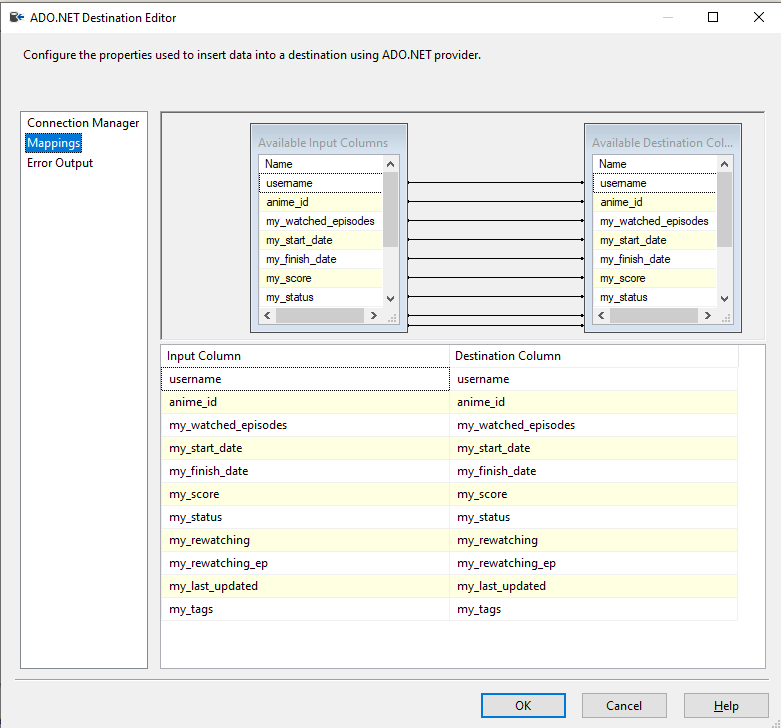 ADO.NET Destination Editor
Configure the properties used to insert data into a destination using ADO.NET provider.
Connection Manager
Mappings
Error Output
Available Input Columns
Name
username
anime_id
my_watched_episodes
my_start_date
my_finish_date
my_score
my_status
Available Destination Col...
Name
username
anime_id
my_watched_episodes
my_start_date
my_finish_date
my_score
my_status
Input Column Destination Column
username username
anime_id anime_id
my_watched_episodes my_watched_episodes
my_start_date my_start_date
my_finish_date my_finish_date
my_score my_score
my_status my_status
my_rewatching my_rewatching
my_rewatching_ep my_rewatching_ep
my_last_updated my_last_updated
my_tags my_tags
OK Cancel Help